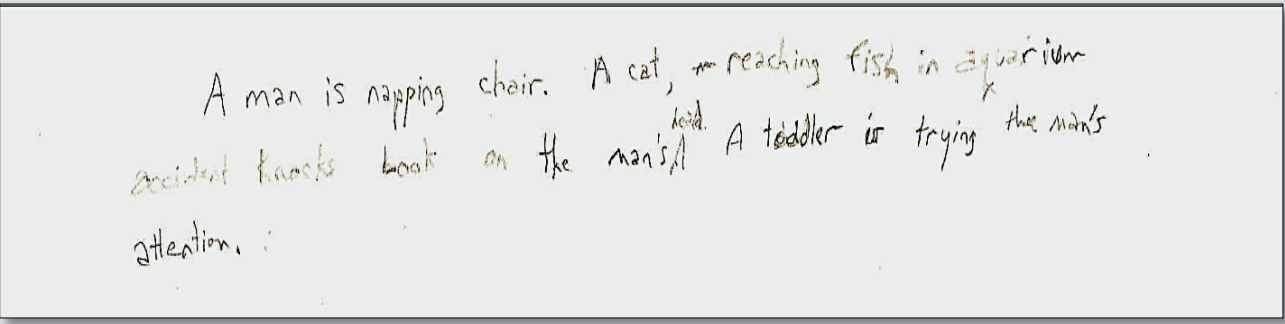 A man is napping chair. A cat, reaching fish in aquarium
accident knocks book on the man's head. A toddler is trying the man's
attention.